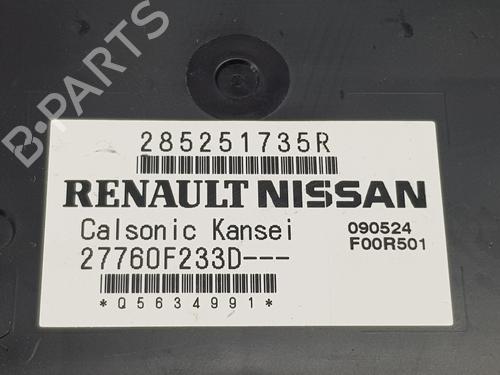 285251735R
RENAULT NISSAN
Calsonic Kansei
090524
27760F233D---
F00R501
*Q5634991*
B-PARTS